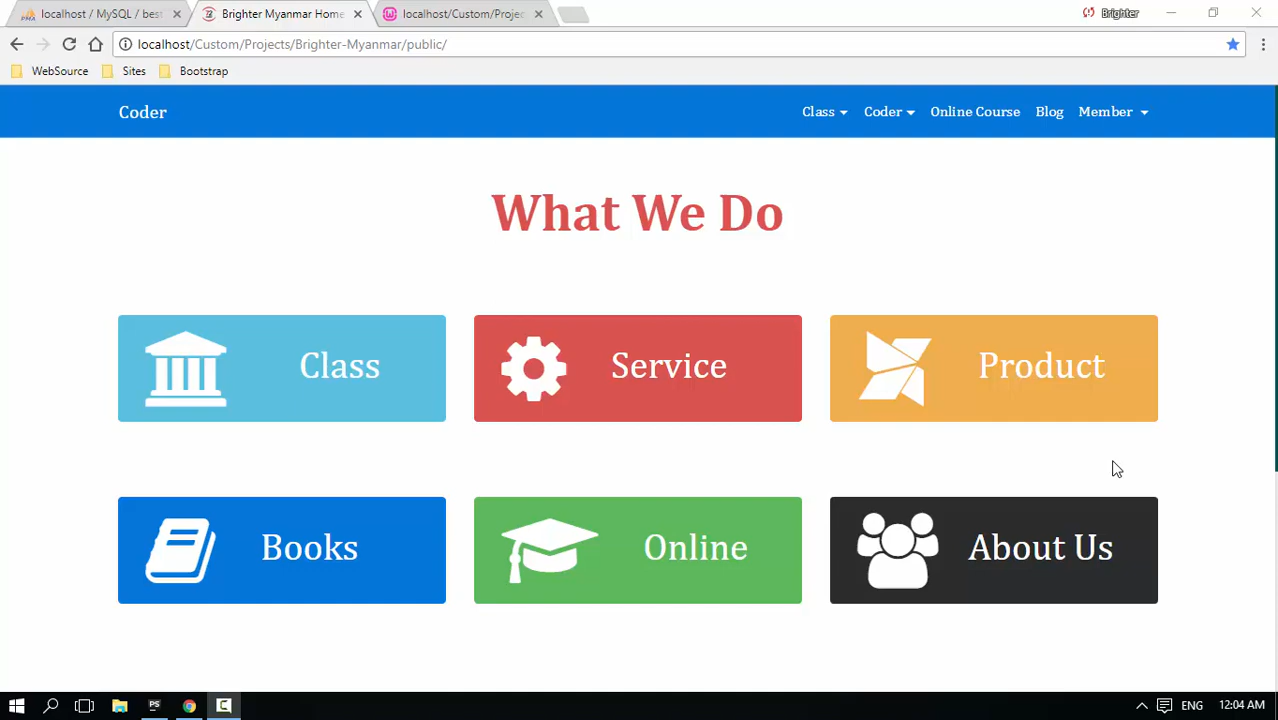 localhost / MySQL / best
Brighter Myanmar Home
localhost/Custom/Projec
Brighter
localhost/Custom/Projects/Brighter-Myanmar/public/
WebSource
Sites
Bootstrap
Coder
Class
Coder
Online Course
Blog
Member
What We Do
Class
Service
Product
Books
Online
About Us
PS
ENG
12:04 AM